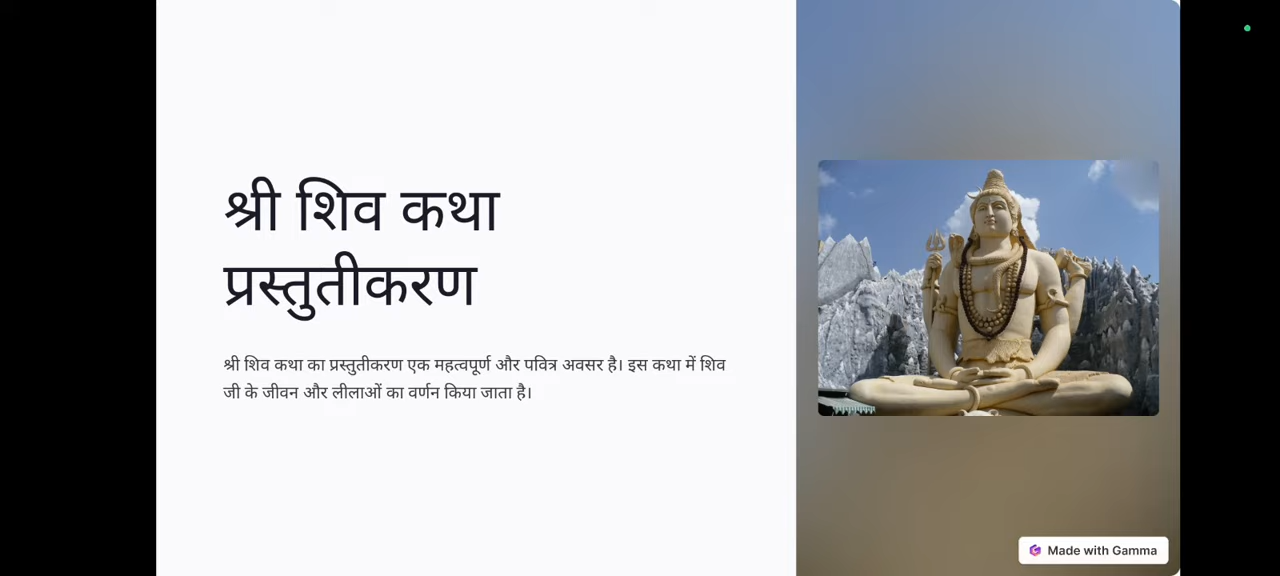 श्री शिव कथा
प्रस्तुतीकरण
श्री शिव कथा का प्रस्तुतीकरण एक महत्वपूर्ण और पवित्र अवसर है। इस कथा में शिव
जी के जीवन और लीलाओं का वर्णन किया जाता है।
Made with Gamma